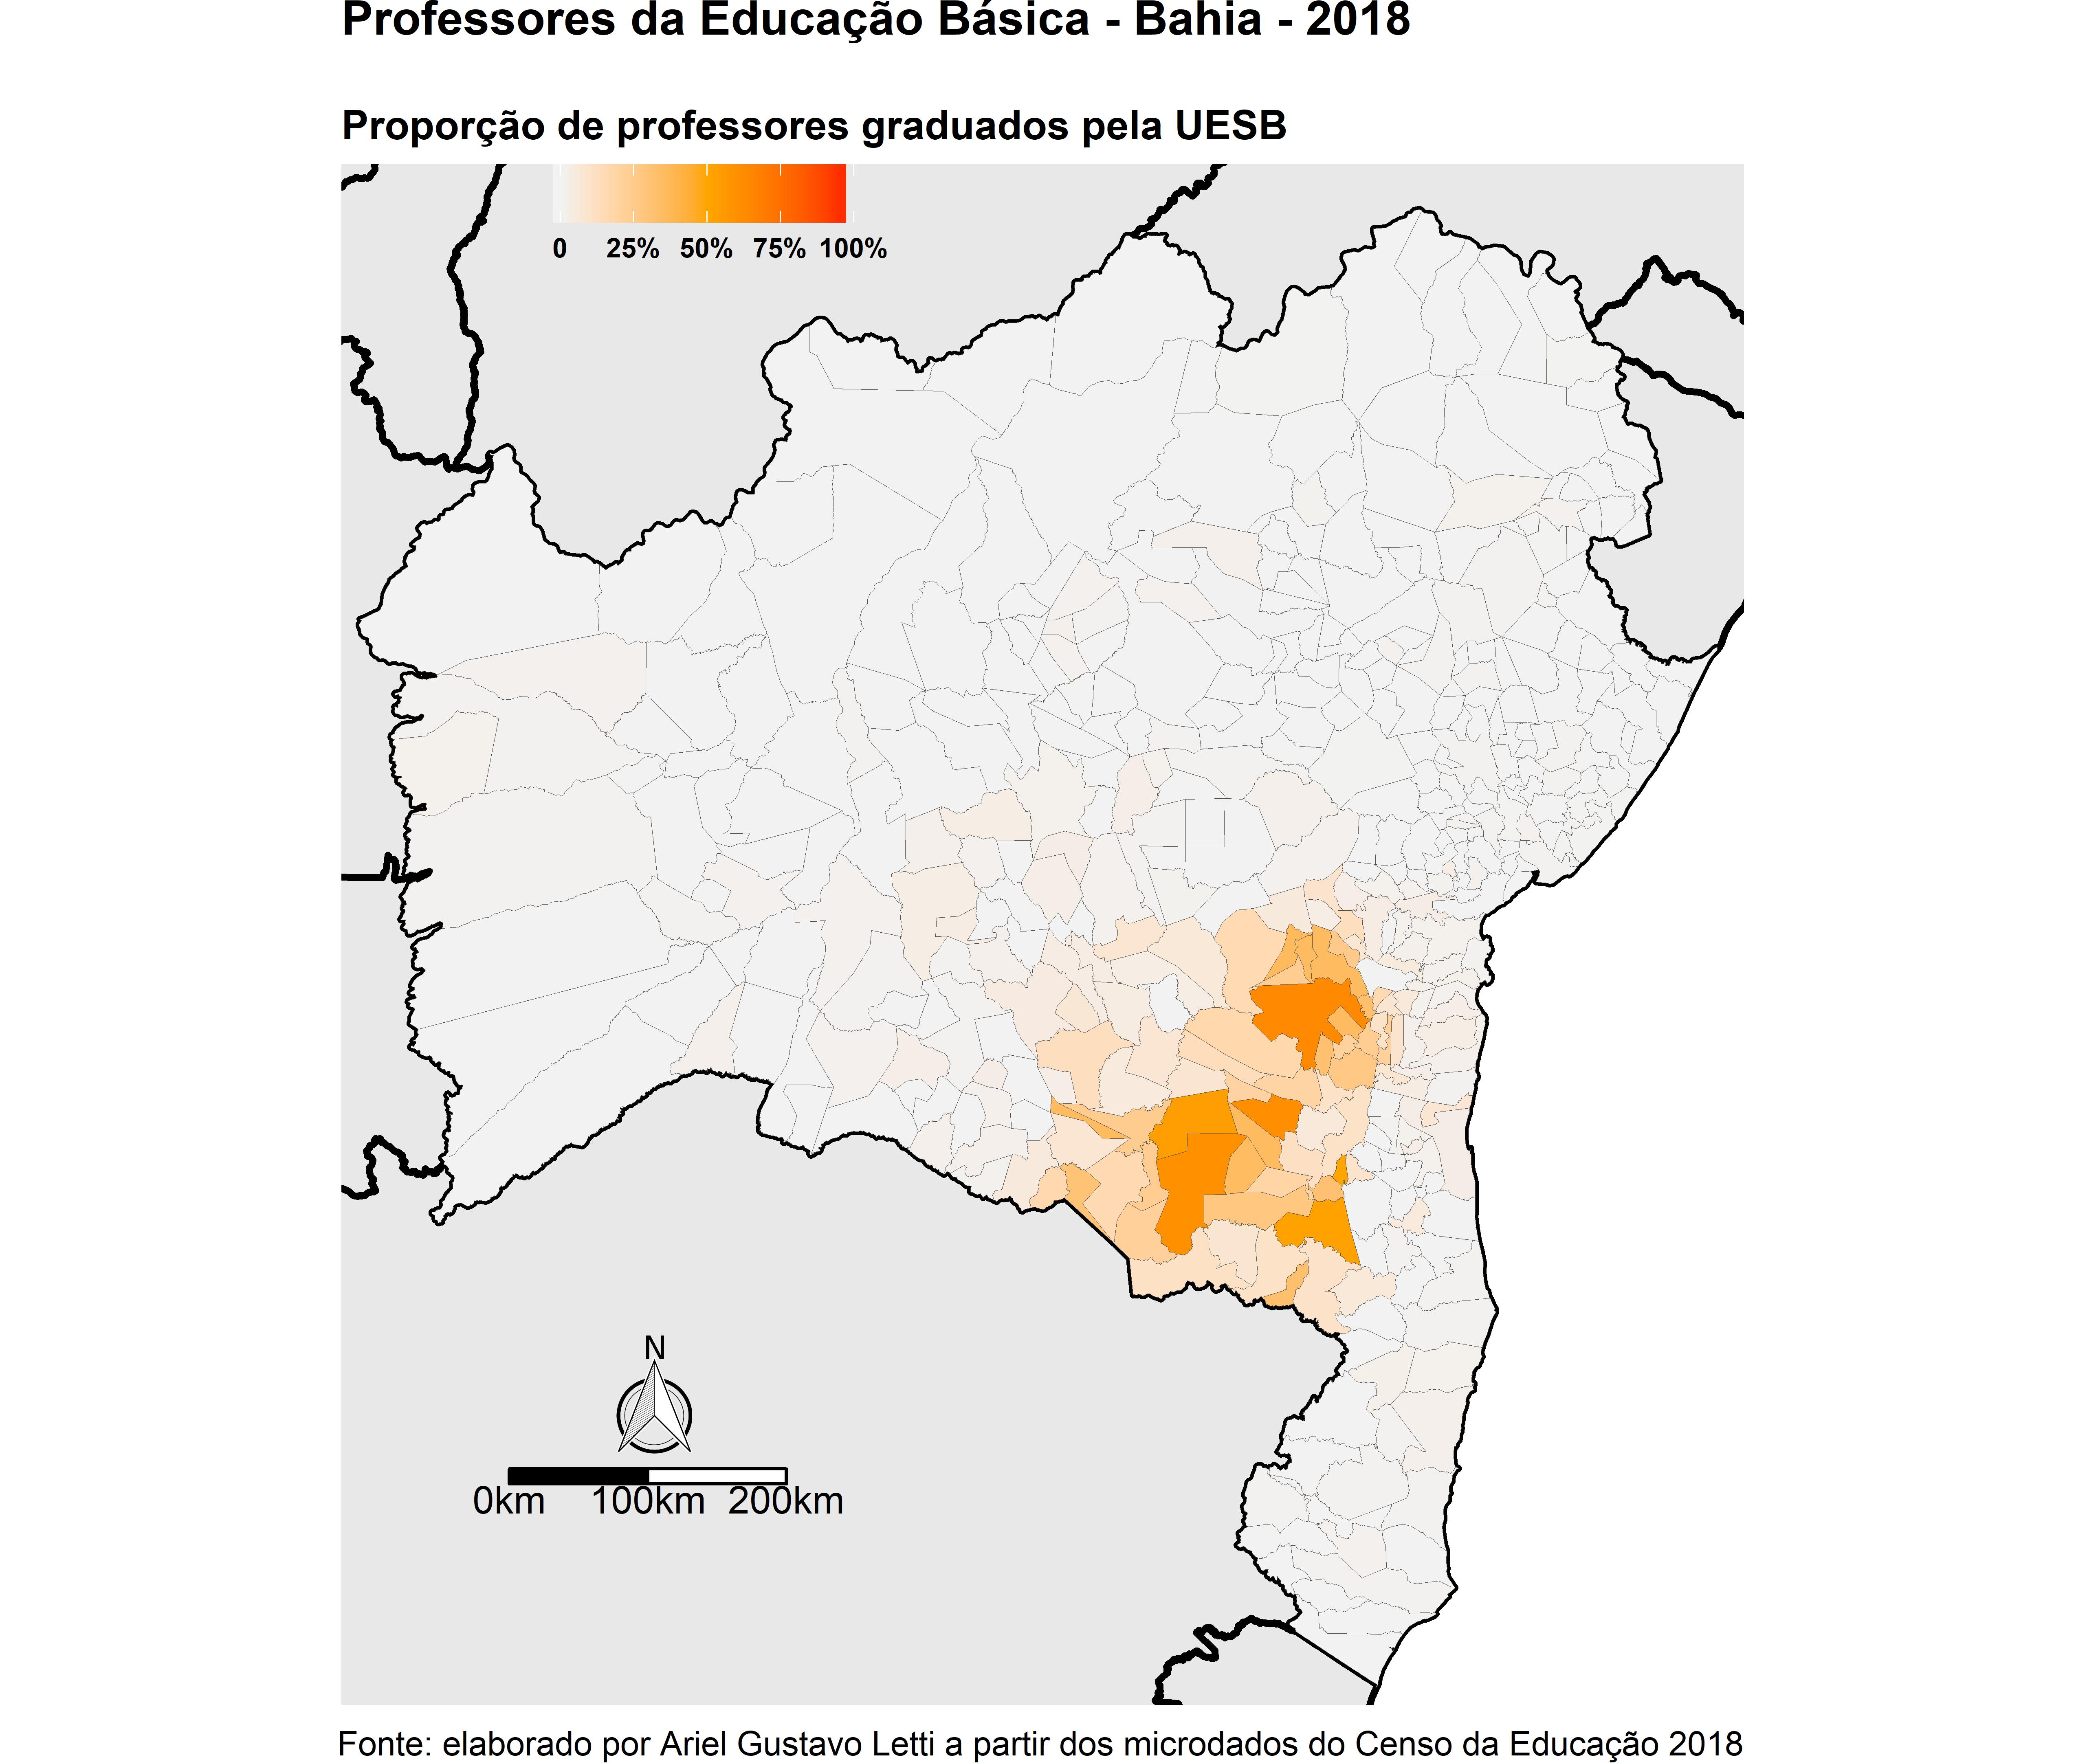 Professores da Educação Básica - Bahia - 2018
Proporção de professores graduados pela UESB
0 25% 50% 75% 100%
N
0km 100km 200km
Fonte: elaborado por Ariel Gustavo Letti a partir dos microdados do Censo da Educação 2018